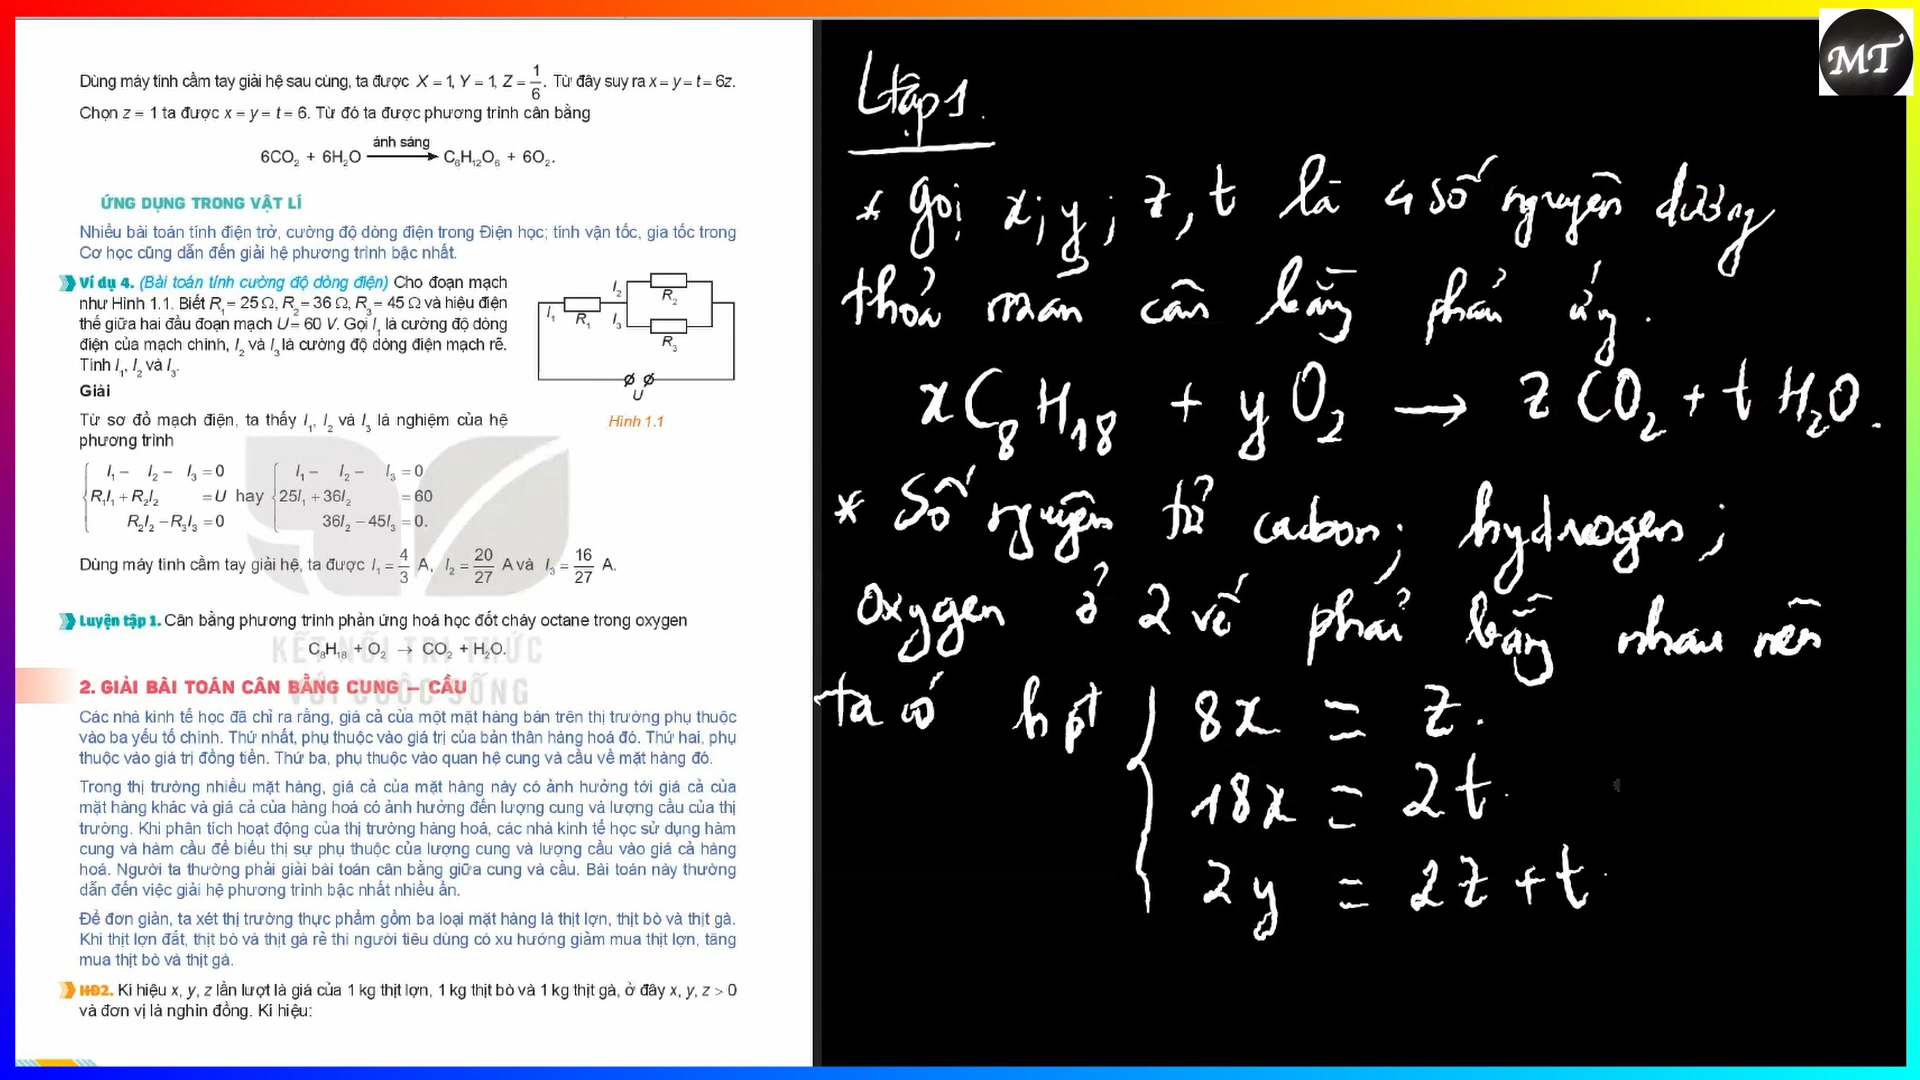 Dùng máy tính cầm tay giải hệ sau cùng, ta được X = 1, Y = 1, Z = 1/6. Từ đây suy ra x = y = t = 6z.
Chọn z = 1 ta được x = y = t = 6. Từ đó ta được phương trình cân bằng
ánh sáng
6CO₂ + 6H₂O ⟶ C₆H₁₂O₆ + 6O₂.
ỨNG DỤNG TRONG VẬT LÍ
Nhiều bài toán tính điện trở, cường độ dòng điện trong Điện học; tính vận tốc, gia tốc trong
Cơ học cũng dẫn đến giải hệ phương trình bậc nhất.
Ví dụ 4. (Bài toán tính cường độ dòng điện) Cho đoạn mạch
như Hình 1.1. Biết R₁ = 25 Ω, R₂ = 36 Ω, R₃ = 45 Ω và hiệu điện
thế giữa hai đầu đoạn mạch U = 60 V. Gọi I₁ là cường độ dòng
điện của mạch chính, I₂ và I₃ là cường độ dòng điện mạch rẽ.
Tính I₁, I₂ và I₃.
I₁ R₁ I₂ I₃ R₂ R₃ U
Hình 1.1
Giải
Từ sơ đồ mạch điện, ta thấy I₁, I₂ và I₃ là nghiệm của hệ
phương trình
I₁ − I₂ − I₃ = 0 I₁ − I₂ − I₃ = 0
R₁I₁ + R₂I₂ = U hay 25I₁ + 36I₂ = 60
R₂I₂ − R₃I₃ = 0 36I₂ − 45I₃ = 0.
Dùng máy tính cầm tay giải hệ, ta được I₁ = 4/3 A, I₂ = 20/27 A và I₃ = 16/27 A.
Luyện tập 1. Cân bằng phương trình phản ứng hoá học đốt cháy octane trong oxygen
KẾT NỐI TRI THỨC
C₈H₁₈ + O₂ → CO₂ + H₂O.
VỚI CUỘC SỐNG
2. GIẢI BÀI TOÁN CÂN BẰNG CUNG – CẦU
Các nhà kinh tế học đã chỉ ra rằng, giá cả của một mặt hàng bán trên thị trường phụ thuộc
vào ba yếu tố chính. Thứ nhất, phụ thuộc vào giá trị của bản thân hàng hoá đó. Thứ hai, phụ
thuộc vào giá trị đồng tiền. Thứ ba, phụ thuộc vào quan hệ cung và cầu về mặt hàng đó.
Trong thị trường nhiều mặt hàng, giá cả của mặt hàng này có ảnh hưởng tới giá cả của
mặt hàng khác và giá cả của hàng hoá có ảnh hưởng đến lượng cung và lượng cầu của thị
trường. Khi phân tích hoạt động của thị trường hàng hoá, các nhà kinh tế học sử dụng hàm
cung và hàm cầu để biểu thị sự phụ thuộc của lượng cung và lượng cầu vào giá cả hàng
hoá. Người ta thường phải giải bài toán cân bằng giữa cung và cầu. Bài toán này thường
dẫn đến việc giải hệ phương trình bậc nhất nhiều ẩn.
Để đơn giản, ta xét thị trường thực phẩm gồm ba loại mặt hàng là thịt lợn, thịt bò và thịt gà.
Khi thịt lợn đắt, thịt bò và thịt gà rẻ thì người tiêu dùng có xu hướng giảm mua thịt lợn, tăng
mua thịt bò và thịt gà.
HĐ2. Kí hiệu x, y, z lần lượt là giá của 1 kg thịt lợn, 1 kg thịt bò và 1 kg thịt gà, ở đây x, y, z > 0
và đơn vị là nghìn đồng. Kí hiệu:
MT
Ltập 1.
* Gọi x; y; z, t là 4 số nguyên dương
thỏa mãn cân bằng phản ứng.
x C₈H₁₈ + y O₂ → z CO₂ + t H₂O.
* Số nguyên tử cacbon; hydrogen;
oxygen ở 2 vế phải bằng nhau nên
ta có hpt 8x = z.
18x = 2t.
2y = 2z + t.